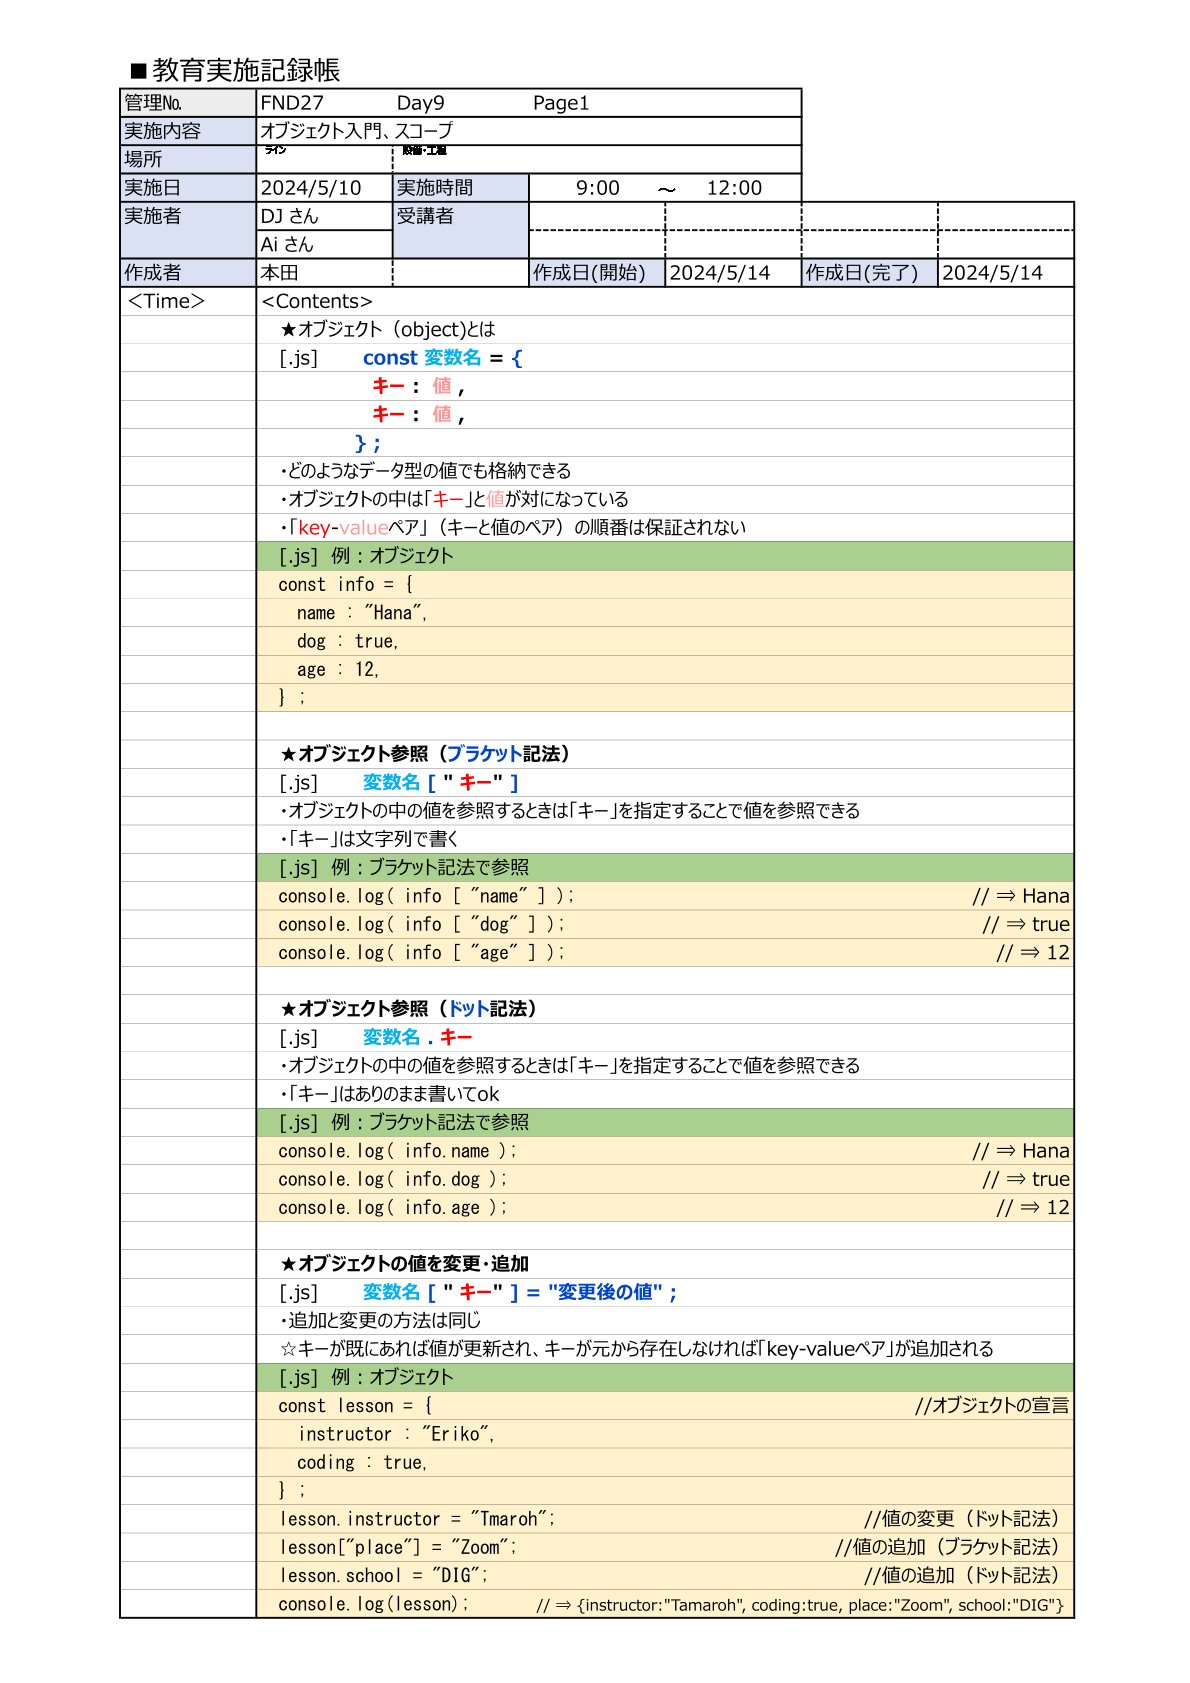 ■教育実施記録帳
管理No. FND27 Day9 Page1
実施内容 オブジェクト入門、スコープ
場所 ライン 設備・工程
実施日 2024/5/10 実施時間 9:00 ～ 12:00
実施者 DJ さん 受講者
Ai さん
作成者 本田 作成日(開始) 2024/5/14 作成日(完了) 2024/5/14
<Time> <Contents>
★オブジェクト（object)とは
[.js] const 変数名 = {
キー : 値 ,
キー : 値 ,
} ;
・どのようなデータ型の値でも格納できる
・オブジェクトの中は「キー」と値が対になっている
・「key-valueペア」（キーと値のペア）の順番は保証されない
[.js] 例：オブジェクト
const info = {
name : "Hana",
dog : true,
age : 12,
} ;
★オブジェクト参照（ブラケット記法）
[.js] 変数名 [ " キー" ]
・オブジェクトの中の値を参照するときは「キー」を指定することで値を参照できる
・「キー」は文字列で書く
[.js] 例：ブラケット記法で参照
console.log( info [ "name" ] ); // ⇒ Hana
console.log( info [ "dog" ] ); // ⇒ true
console.log( info [ "age" ] ); // ⇒ 12
★オブジェクト参照（ドット記法）
[.js] 変数名 . キー
・オブジェクトの中の値を参照するときは「キー」を指定することで値を参照できる
・「キー」はありのまま書いてok
[.js] 例：ブラケット記法で参照
console.log( info.name ); // ⇒ Hana
console.log( info.dog ); // ⇒ true
console.log( info.age ); // ⇒ 12
★オブジェクトの値を変更・追加
[.js] 変数名 [ " キー" ] = "変更後の値" ;
・追加と変更の方法は同じ
☆キーが既にあれば値が更新され、キーが元から存在しなければ「key-valueペア」が追加される
[.js] 例：オブジェクト
const lesson = { //オブジェクトの宣言
instructor : "Eriko",
coding : true,
} ;
lesson.instructor = "Tmaroh"; //値の変更（ドット記法）
lesson["place"] = "Zoom"; //値の追加（ブラケット記法）
lesson.school = "DIG"; //値の追加（ドット記法）
console.log(lesson); // ⇒ {instructor:"Tamaroh", coding:true, place:"Zoom", school:"DIG"}